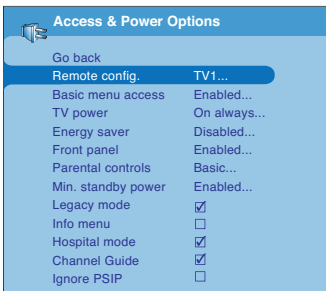 Access & Power Options
Go back
Remote config. TV1...
Basic menu access Enabled...
TV power On always...
Energy saver Disabled...
Front panel Enabled...
Parental controls Basic...
Min. standby power Enabled...
Legacy mode ☑
Info menu ☐
Hospital mode ☑
Channel Guide ☑
Ignore PSIP ☐